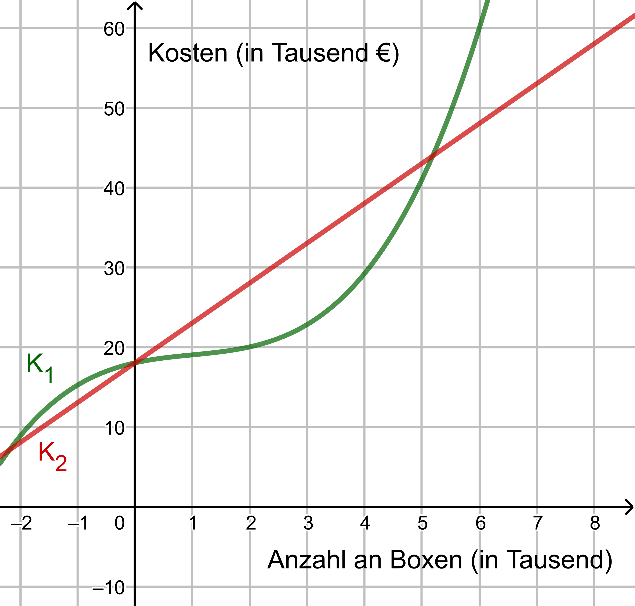 60
Kosten (in Tausend €)
50
40
30
20
K1
10
K2
–2 –1 0 1 2 3 4 5 6 7 8
Anzahl an Boxen (in Tausend)
–10